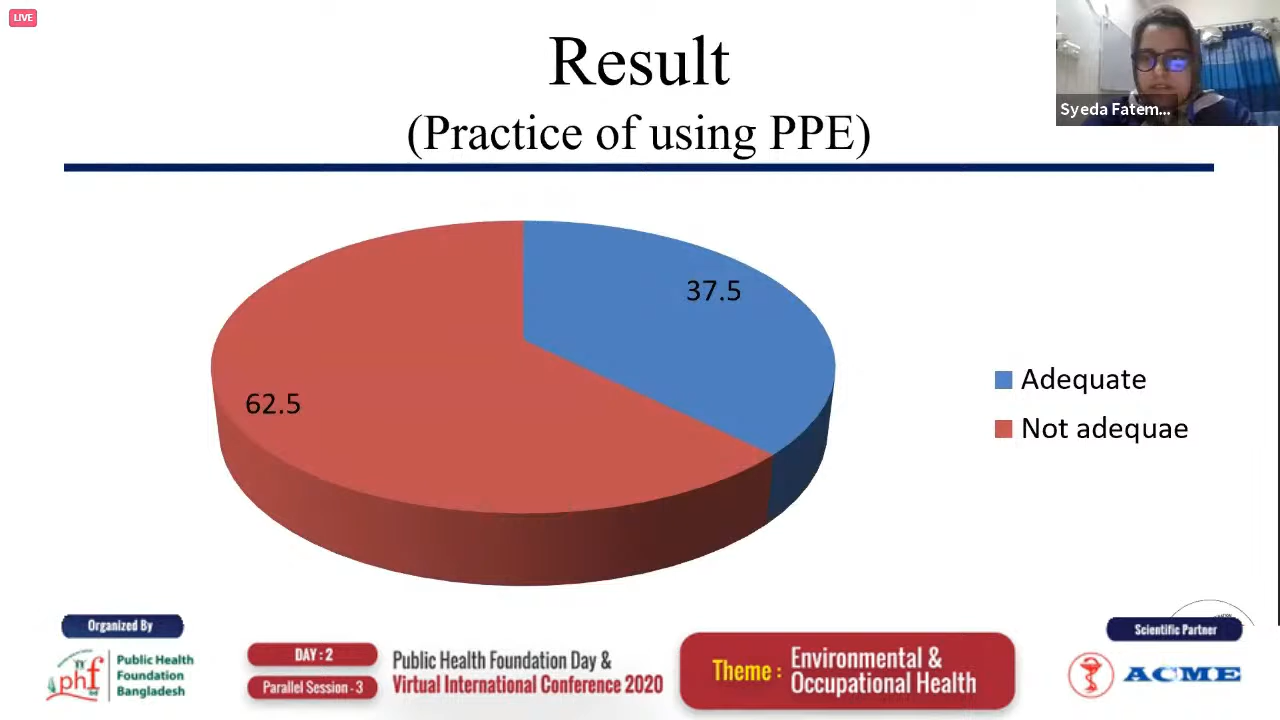 LIVE
Result
(Practice of using PPE)
Syeda Fatem...
37.5
62.5
Adequate
Not adequae
Organized By
phf
Public Health
Foundation
Bangladesh
DAY : 2
Parallel Session - 3
Public Health Foundation Day &
Virtual International Conference 2020
Theme :
Environmental &
Occupational Health
Scientific Partner
ACME